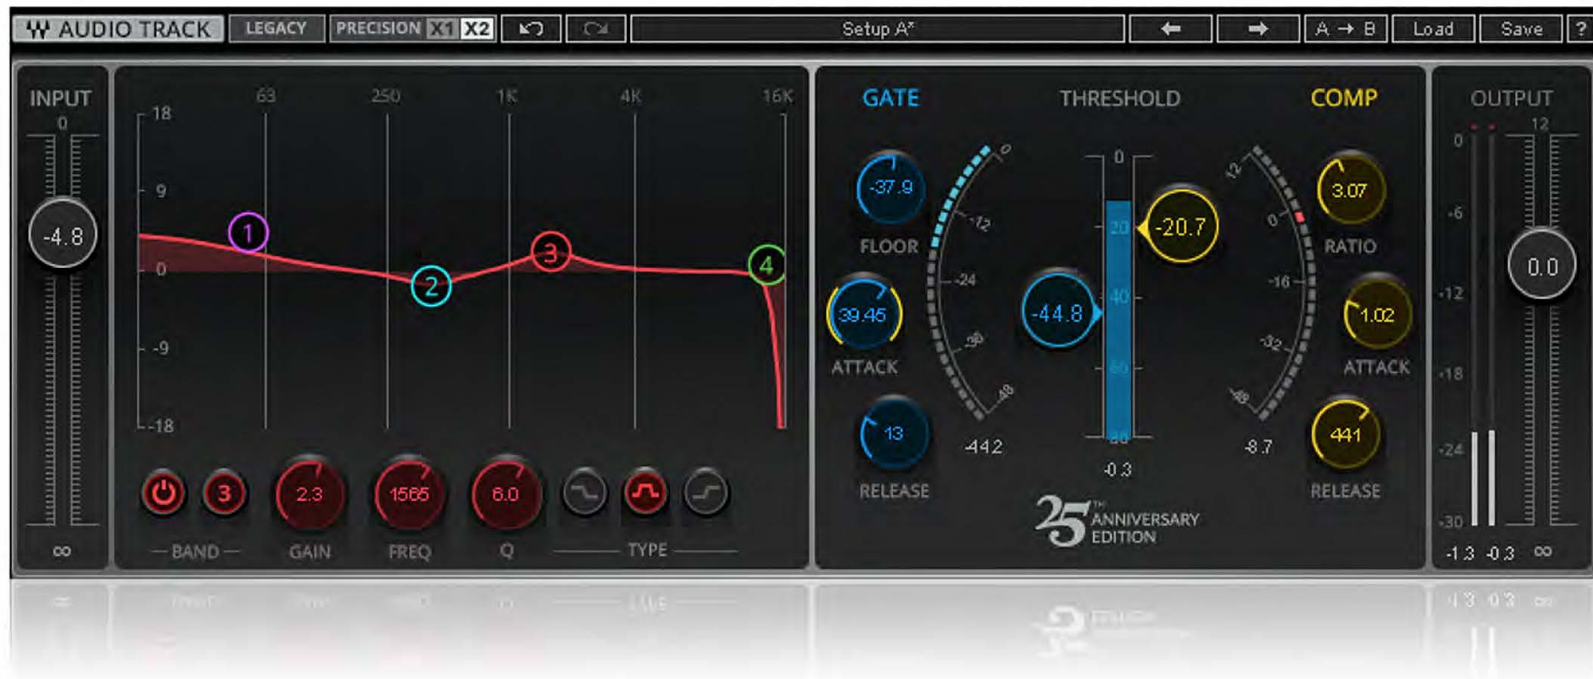 AUDIO TRACK LEGACY PRECISION X1 X2 Setup A* A → B Load Save ?
INPUT
0
-4.8
∞
63 250 1K 4K 16K
18
9
0
-9
-18
1
2
3
4
3 2.3 1565 6.0
BAND GAIN FREQ Q TYPE
GATE THRESHOLD COMP
-37.9
FLOOR
39.45
ATTACK
13
RELEASE
0
-12
-24
-36
-48
-44.2
0
20
40
60
80
-20.7
-44.8
-0.3
12
0
-16
-32
-48
-8.7
3.07
RATIO
1.02
ATTACK
441
RELEASE
25TH ANNIVERSARY
EDITION
OUTPUT
12
0
-6
-12
-18
-24
-30
0.0
-1.3 -0.3 ∞